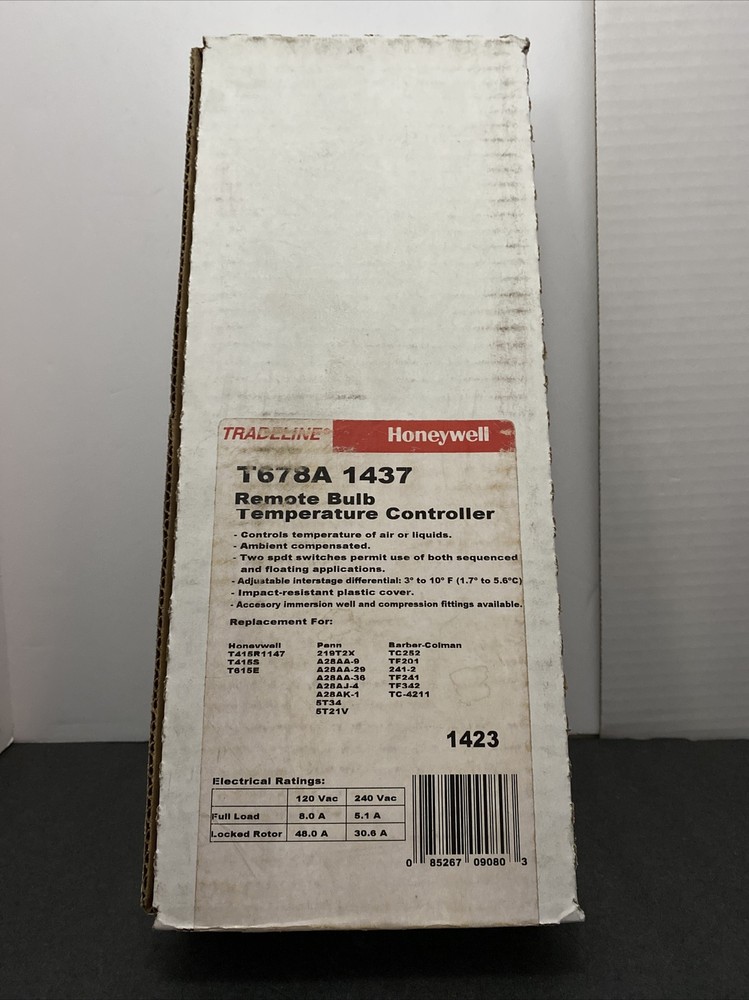 TRADELINE® Honeywell
T678A 1437
Remote Bulb
Temperature Controller
- Controls temperature of air or liquids.
- Ambient compensated.
- Two spdt switches permit use of both sequenced
and floating applications.
- Adjustable interstage differential: 3° to 10° F (1.7° to 5.6°C)
- Impact-resistant plastic cover.
- Accesory immersion well and compression fittings available.
Replacement For:
Honeywell Penn Barber-Colman
T415R1147 219T2X TC252
T415S A28AA-9 TF201
T615E A28AA-29 241-2
A28AA-36 TF241
A28AJ-4 TF342
A28AK-1 TC-4211
5T34
5T21V
1423
Electrical Ratings:
120 Vac 240 Vac
Full Load 8.0 A 5.1 A
Locked Rotor 48.0 A 30.6 A
0 85267 09080 3